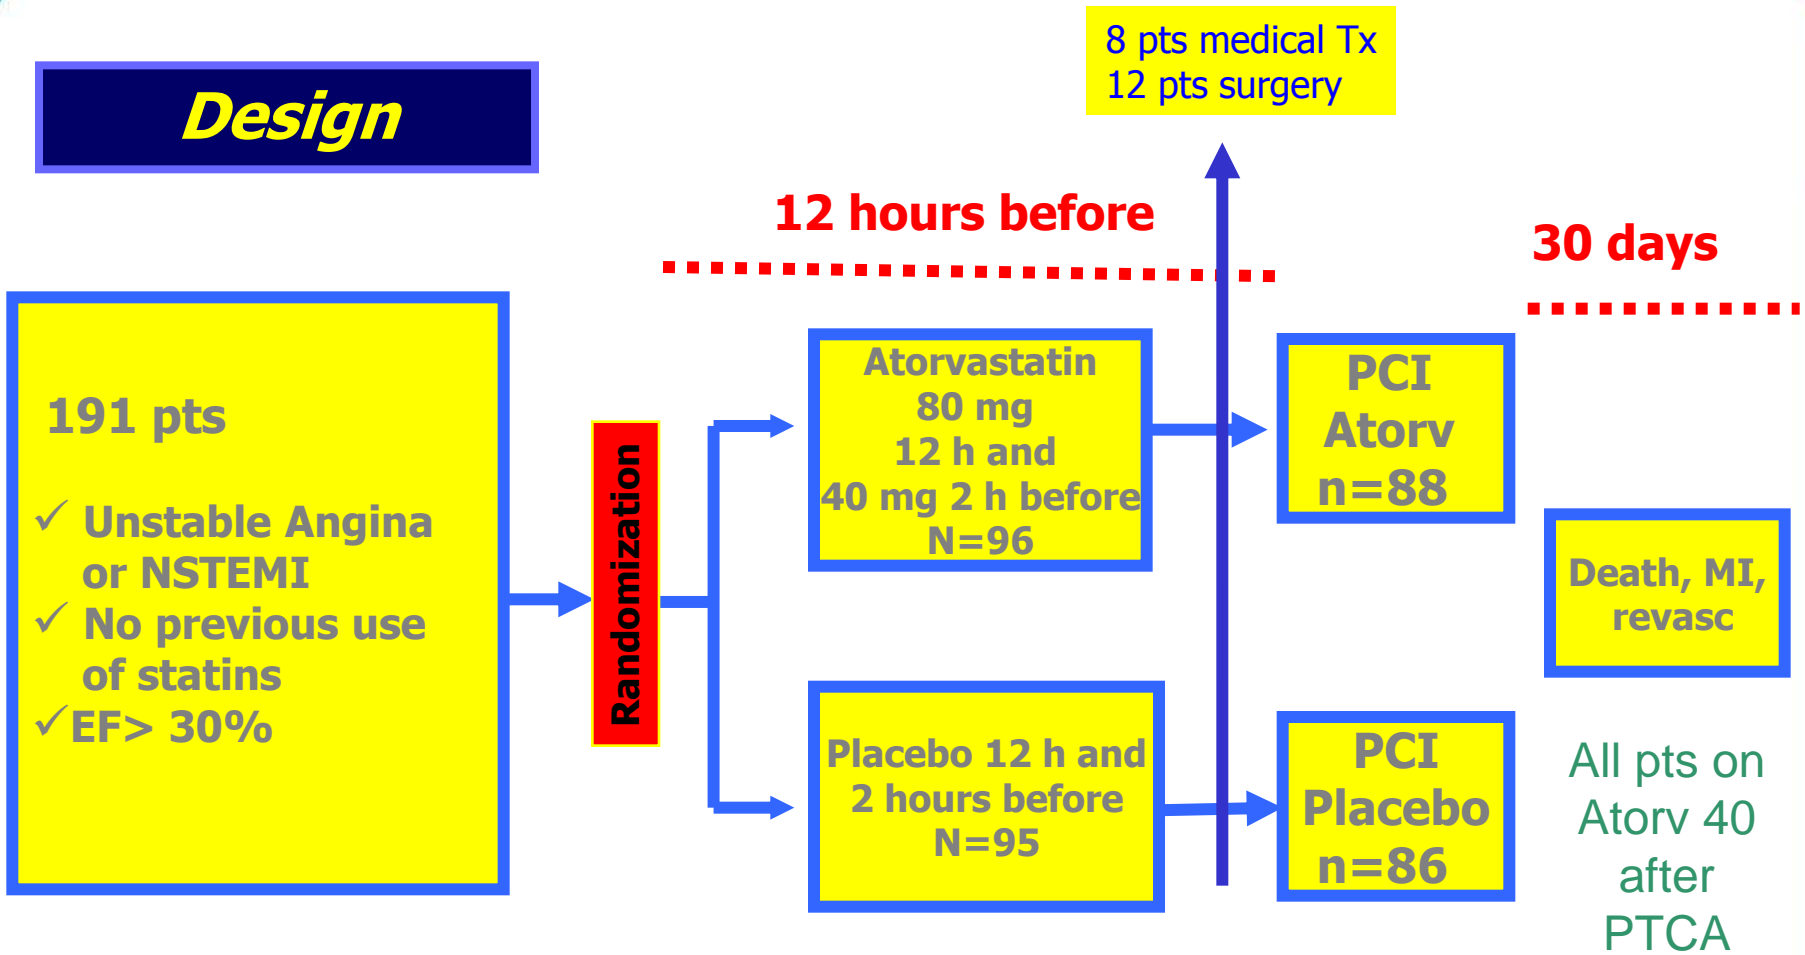 Design
8 pts medical Tx
12 pts surgery
12 hours before
30 days
191 pts
✓ Unstable Angina
or NSTEMI
✓ No previous use
of statins
✓EF> 30%
Randomization
Atorvastatin
80 mg
12 h and
40 mg 2 h before
N=96
Placebo 12 h and
2 hours before
N=95
PCI
Atorv
n=88
PCI
Placebo
n=86
Death, MI,
revasc
All pts on
Atorv 40
after
PTCA